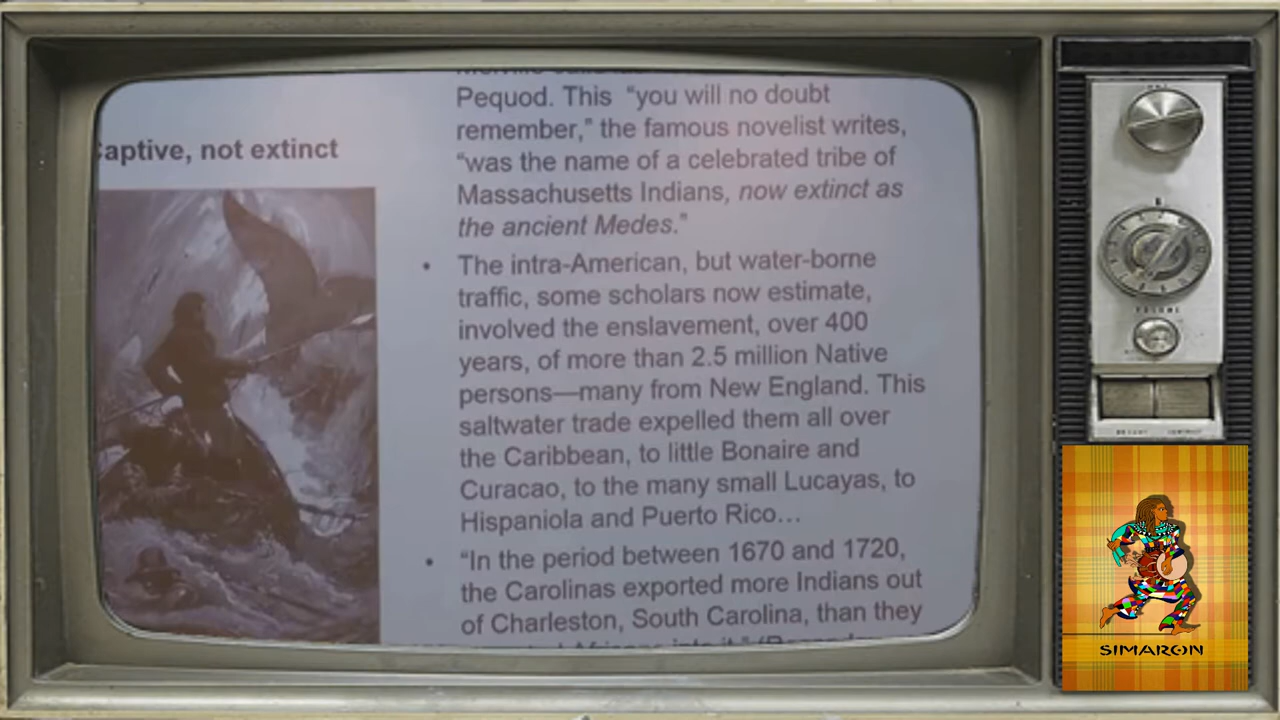 Captive, not extinct
Pequod. This “you will no doubt
remember,” the famous novelist writes,
“was the name of a celebrated tribe of
Massachusetts Indians, now extinct as
the ancient Medes.”
• The intra-American, but water-borne
traffic, some scholars now estimate,
involved the enslavement, over 400
years, of more than 2.5 million Native
persons—many from New England. This
saltwater trade expelled them all over
the Caribbean, to little Bonaire and
Curacao, to the many small Lucayas, to
Hispaniola and Puerto Rico…
• “In the period between 1670 and 1720,
the Carolinas exported more Indians out
of Charleston, South Carolina, than they
VOLUME
SIMARON